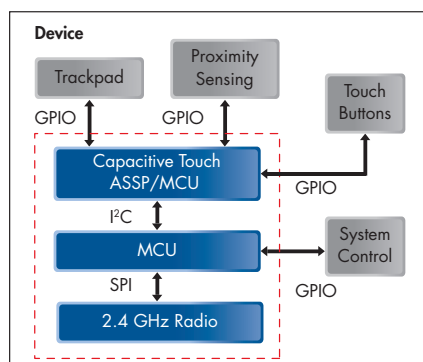 Device
Trackpad
Proximity
Sensing
Touch
Buttons
GPIO
GPIO
Capacitive Touch
ASSP/MCU
GPIO
I²C
MCU
System
Control
SPI
GPIO
2.4 GHz Radio